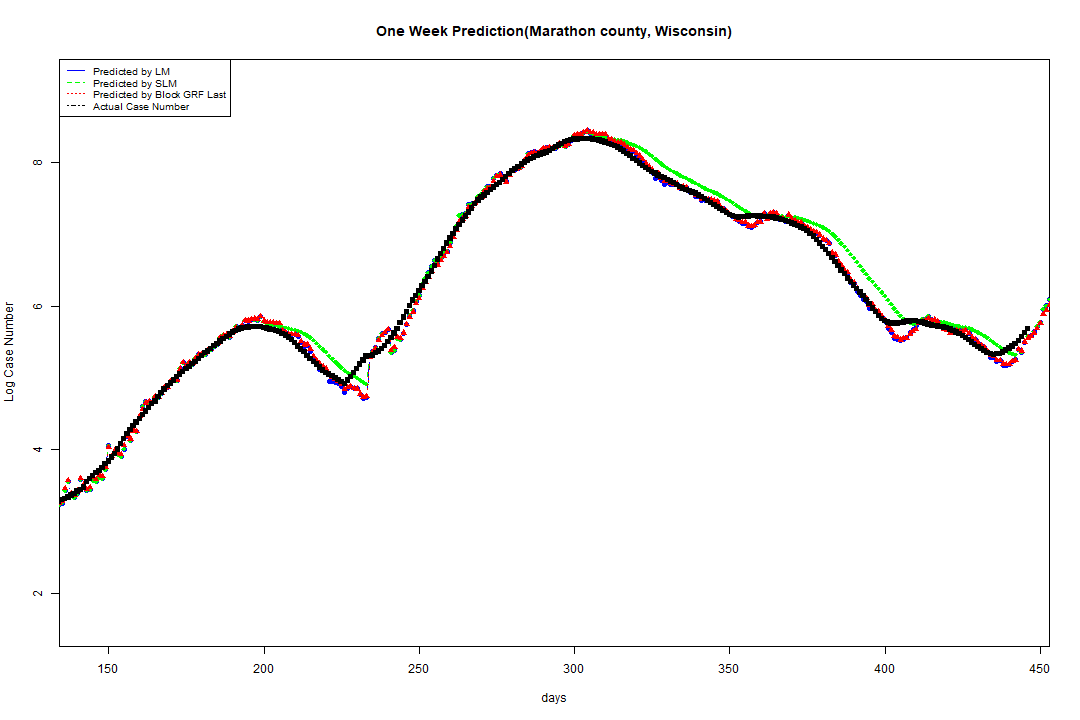 One Week Prediction(Marathon county, Wisconsin)
Predicted by LM
Predicted by SLM
Predicted by Block GRF Last
Actual Case Number
8
6
4
2
Log Case Number
150 200 250 300 350 400 450
days